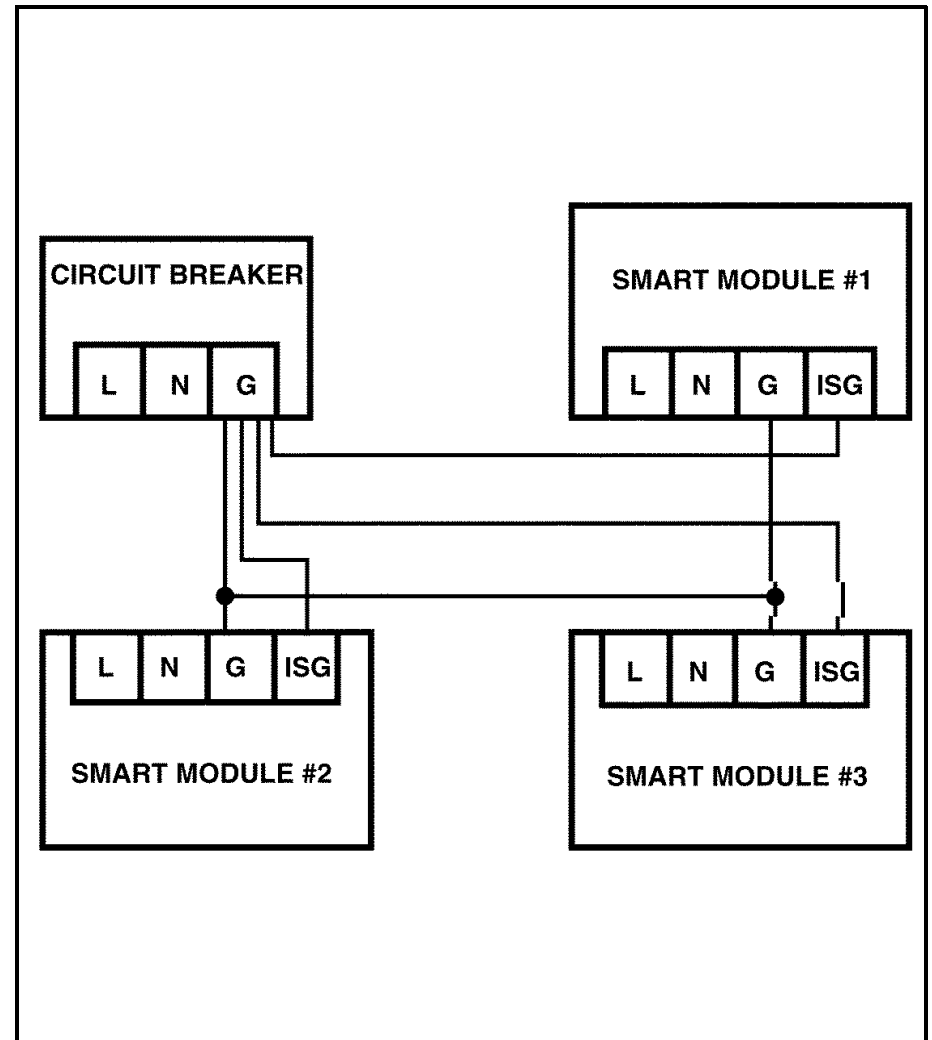 CIRCUIT BREAKER
L N G
SMART MODULE #1
L N G ISG
L N G ISG
SMART MODULE #2
L N G ISG
SMART MODULE #3